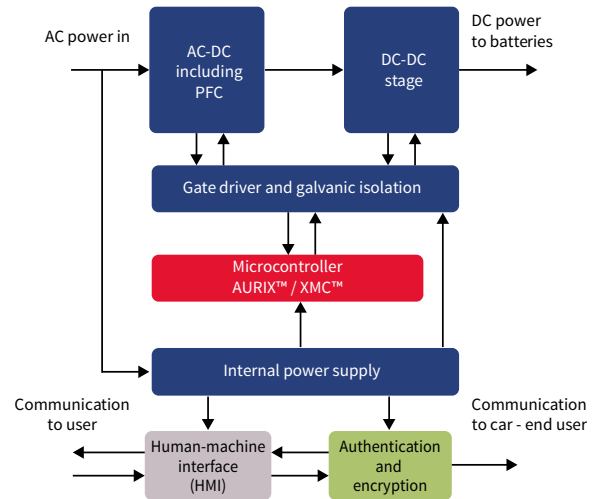 AC power in
AC-DC
including
PFC
DC-DC
stage
DC power
to batteries
Gate driver and galvanic isolation
Microcontroller
AURIX™ / XMC™
Internal power supply
Communication
to user
Human-machine
interface
(HMI)
Authentication
and
encryption
Communication
to car - end user